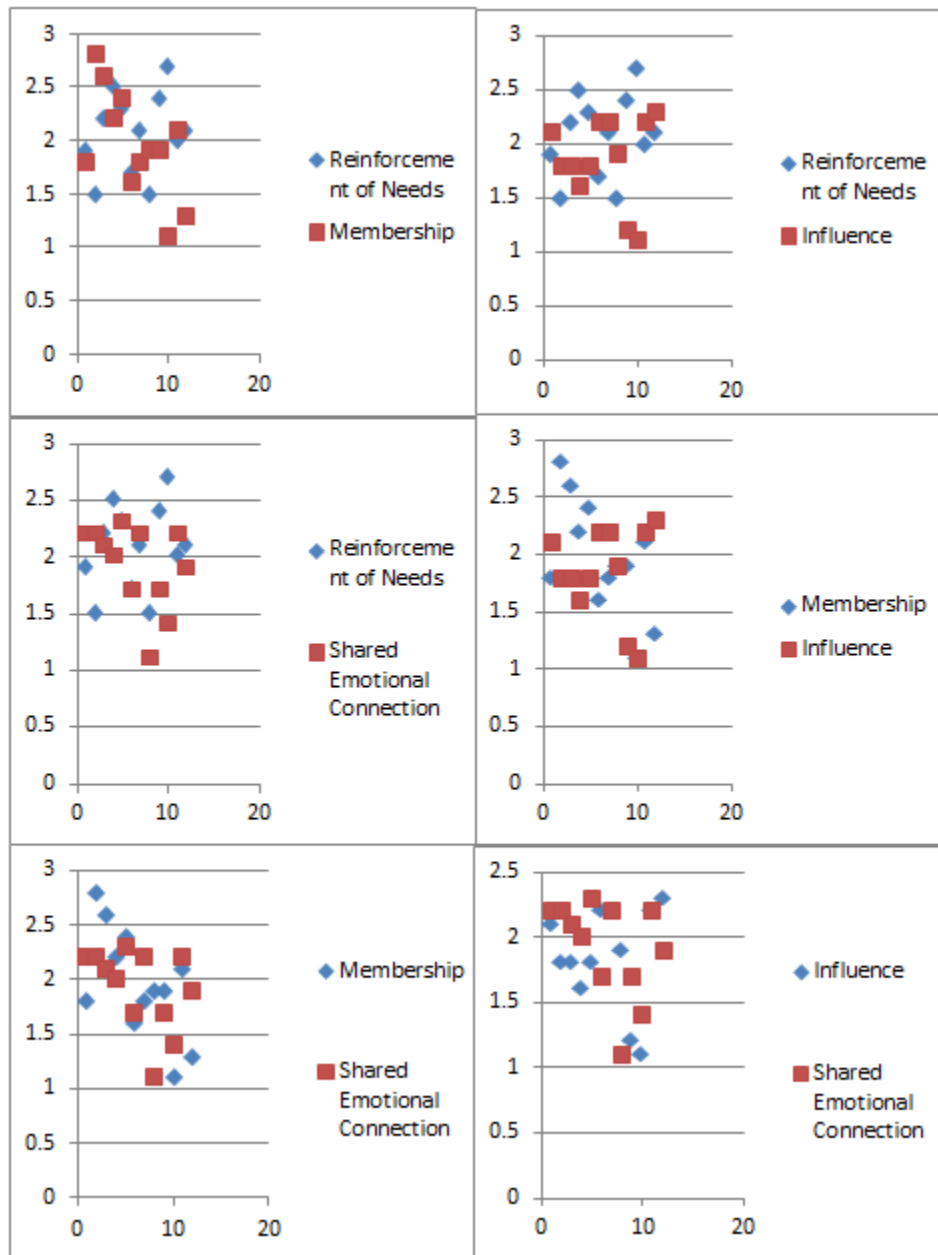 3
2.5
2
1.5
1
0.5
0
0 10 20
Reinforceme
nt of Needs
Membership
3
2.5
2
1.5
1
0.5
0
0 10 20
Reinforceme
nt of Needs
Influence
3
2.5
2
1.5
1
0.5
0
0 10 20
Reinforceme
nt of Needs
Shared
Emotional
Connection
3
2.5
2
1.5
1
0.5
0
0 10 20
Membership
Influence
3
2.5
2
1.5
1
0.5
0
0 10 20
Membership
Shared
Emotional
Connection
2.5
2
1.5
1
0.5
0
0 10 20
Influence
Shared
Emotional
Connection